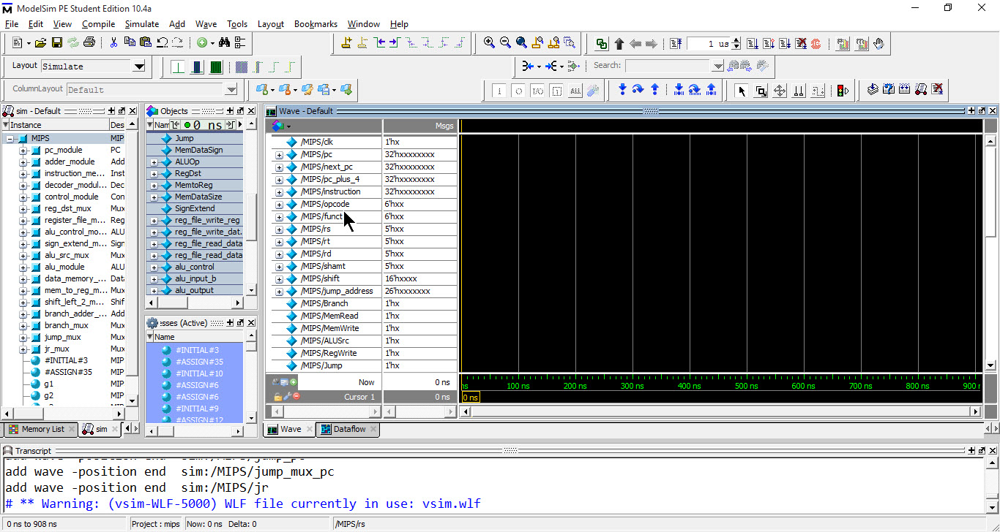 ModelSim PE Student Edition 10.4a
File Edit View Compile Simulate Add Wave Tools Layout Bookmarks Window Help
1 us
Layout Simulate
Search:
ColumnLayout Default
sim - Default
Instance Des
MIPS MIP
pc_module PC
adder_module Add
instruction_me... Inst
decoder_modul... Dec
control_module Con
reg_dst_mux Mux
register_file_m... Reg
alu_control_mo... ALU
sign_extend_m... Sign
alu_src_mux Mux
alu_module ALU
data_memory_... Data
mem_to_reg_m... Mux
shift_left_2_m... Shif
branch_adder_... Add
branch_mux Mux
jump_mux Mux
jr_mux Mux
#INITIAL#3 MIP
#ASSIGN#35 MIP
g1 MIP
g2 MIP
Memory List
sim
Objects
Nam 0 ns
Jump
MemDataSign
ALUOp
RegDst
MemtoReg
MemDataSize
SignExtend
reg_file_write_reg
reg_file_write_dat.
reg_file_read_data
reg_file_read_data
alu_control
alu_input_b
alu_output
:sses (Active)
Name
#INITIAL#3
#ASSIGN#35
#INITIAL#10
#ASSIGN#6
#ASSIGN#6
#INITIAL#9
#ASSIGN#12
Wave - Default
Msgs
/MIPS/clk 1'hx
/MIPS/pc 32'hxxxxxxxx
/MIPS/next_pc 32'hxxxxxxxx
/MIPS/pc_plus_4 32'hxxxxxxxx
/MIPS/instruction 32'hxxxxxxxx
/MIPS/opcode 6'hxx
/MIPS/funct 6'hxx
/MIPS/rs 5'hxx
/MIPS/rt 5'hxx
/MIPS/rd 5'hxx
/MIPS/shamt 5'hxx
/MIPS/shift 16'hxxxx
/MIPS/jump_address 26'hxxxxxxx
/MIPS/Branch 1'hx
/MIPS/MemRead 1'hx
/MIPS/MemWrite 1'hx
/MIPS/ALUSrc 1'hx
/MIPS/RegWrite 1'hx
/MIPS/Jump 1'hx
Now 0 ns
Cursor 1 0 ns
ns 100 ns 200 ns 300 ns 400 ns 500 ns 600 ns 700 ns 800 ns 900 r
0 ns
Wave
Dataflow
Transcript
add wave -position end sim:/MIPS/jump_pc
add wave -position end sim:/MIPS/jump_mux_pc
add wave -position end sim:/MIPS/jr
# ** Warning: (vsim-WLF-5000) WLF file currently in use: vsim.wlf
0 ns to 908 ns Project : mips Now: 0 ns Delta: 0 /MIPS/rs